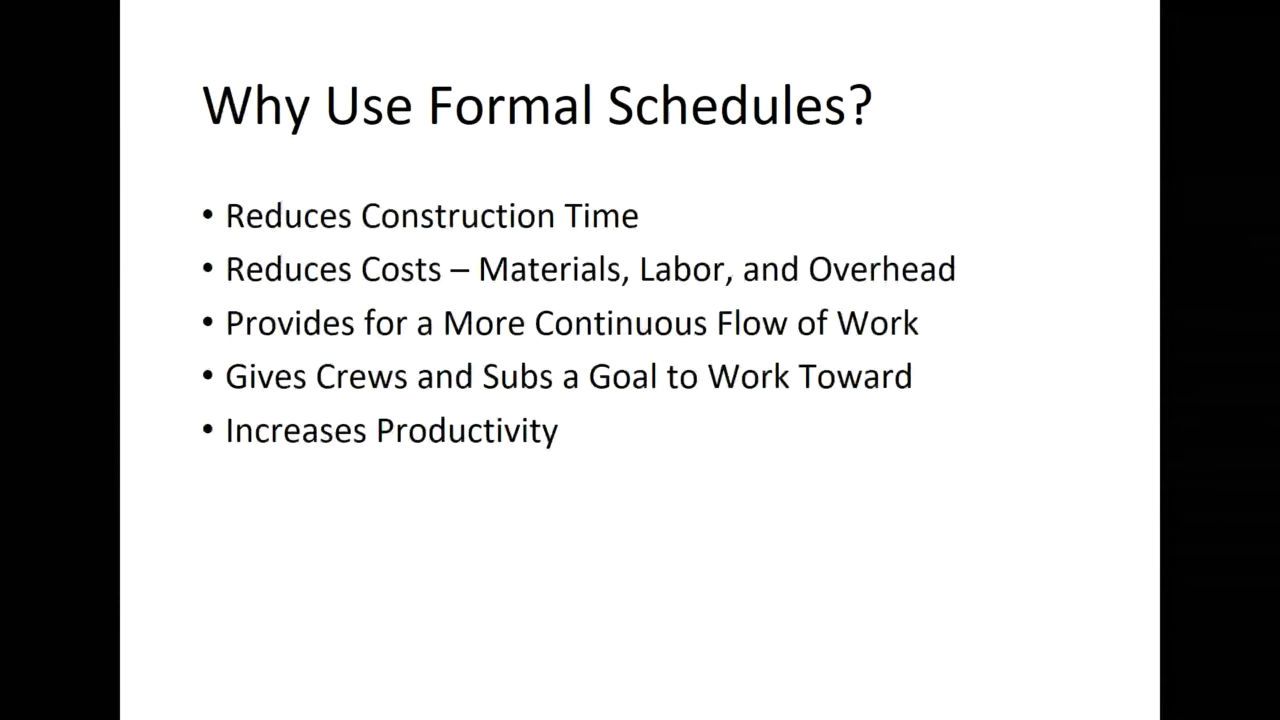 Why Use Formal Schedules?
• Reduces Construction Time
• Reduces Costs – Materials, Labor, and Overhead
• Provides for a More Continuous Flow of Work
• Gives Crews and Subs a Goal to Work Toward
• Increases Productivity